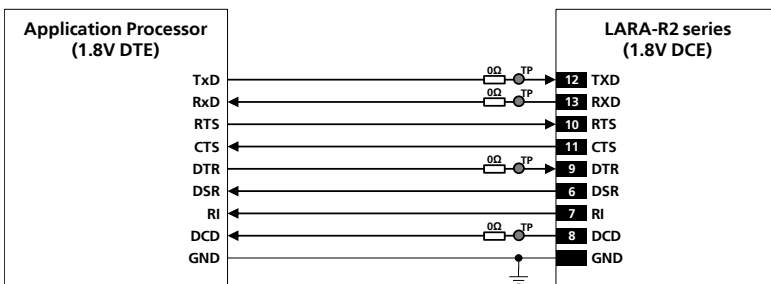 Application Processor
(1.8V DTE)
LARA-R2 series
(1.8V DCE)
TxD 0Ω TP 12 TXD
RxD 0Ω TP 13 RXD
RTS 10 RTS
CTS 11 CTS
DTR 0Ω TP 9 DTR
DSR 6 DSR
RI 7 RI
DCD 0Ω TP 8 DCD
GND GND